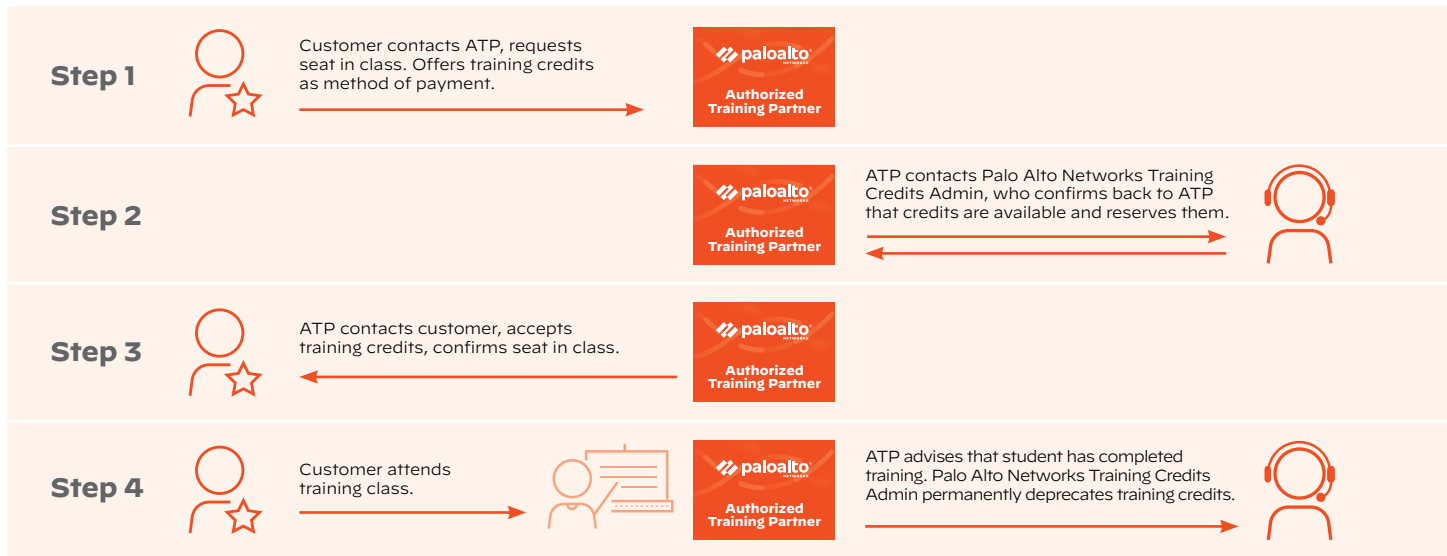 Step 1
Customer contacts ATP, requests
seat in class. Offers training credits
as method of payment.
paloalto
NETWORKS
Authorized
Training Partner
Step 2
paloalto
NETWORKS
Authorized
Training Partner
ATP contacts Palo Alto Networks Training
Credits Admin, who confirms back to ATP
that credits are available and reserves them.
Step 3
ATP contacts customer, accepts
training credits, confirms seat in class.
paloalto
NETWORKS
Authorized
Training Partner
Step 4
Customer attends
training class.
paloalto
NETWORKS
Authorized
Training Partner
ATP advises that student has completed
training. Palo Alto Networks Training Credits
Admin permanently deprecates training credits.